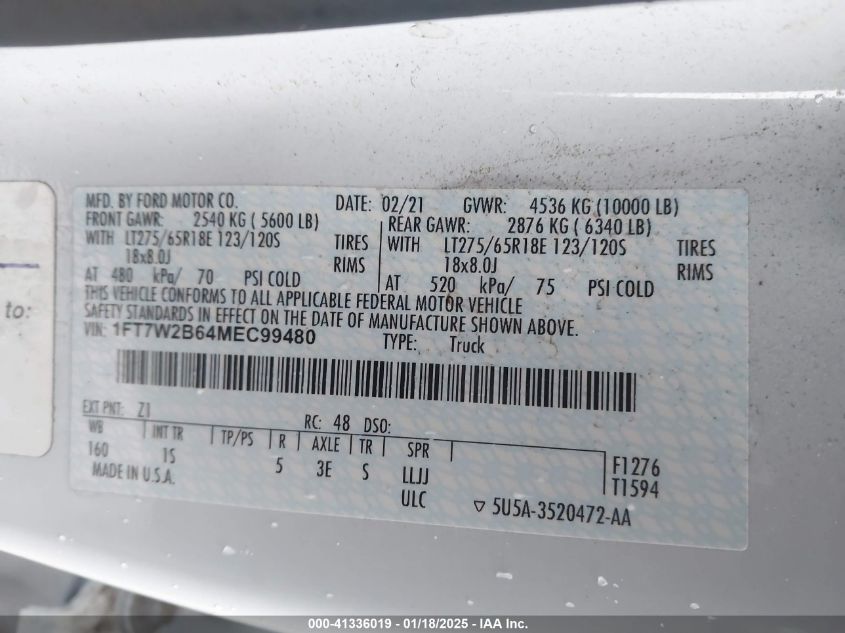 MFD. BY FORD MOTOR CO. DATE: 02/21 GVWR: 4536 KG (10000 LB)
FRONT GAWR: 2540 KG ( 5600 LB) REAR GAWR: 2876 KG ( 6340 LB)
WITH LT275/65R18E 123/120S TIRES WITH LT275/65R18E 123/120S TIRES
18x8.0J RIMS 18x8.0J RIMS
AT 480 kPa/ 70 PSI COLD AT 520 kPa/ 75 PSI COLD
THIS VEHICLE CONFORMS TO ALL APPLICABLE FEDERAL MOTOR VEHICLE
SAFETY STANDARDS IN EFFECT ON THE DATE OF MANUFACTURE SHOWN ABOVE.
VIN: 1FT7W2B64MEC99480 TYPE: Truck
to:
EXT PNT: Z1 RC: 48 DSO:
WB INT TR TP/PS R AXLE TR SPR
160 1S 5 3E S LLJJ F1276
MADE IN U.S.A. ULC T1594
5U5A-3520472-AA
000-41336019 - 01/18/2025 - IAA Inc.